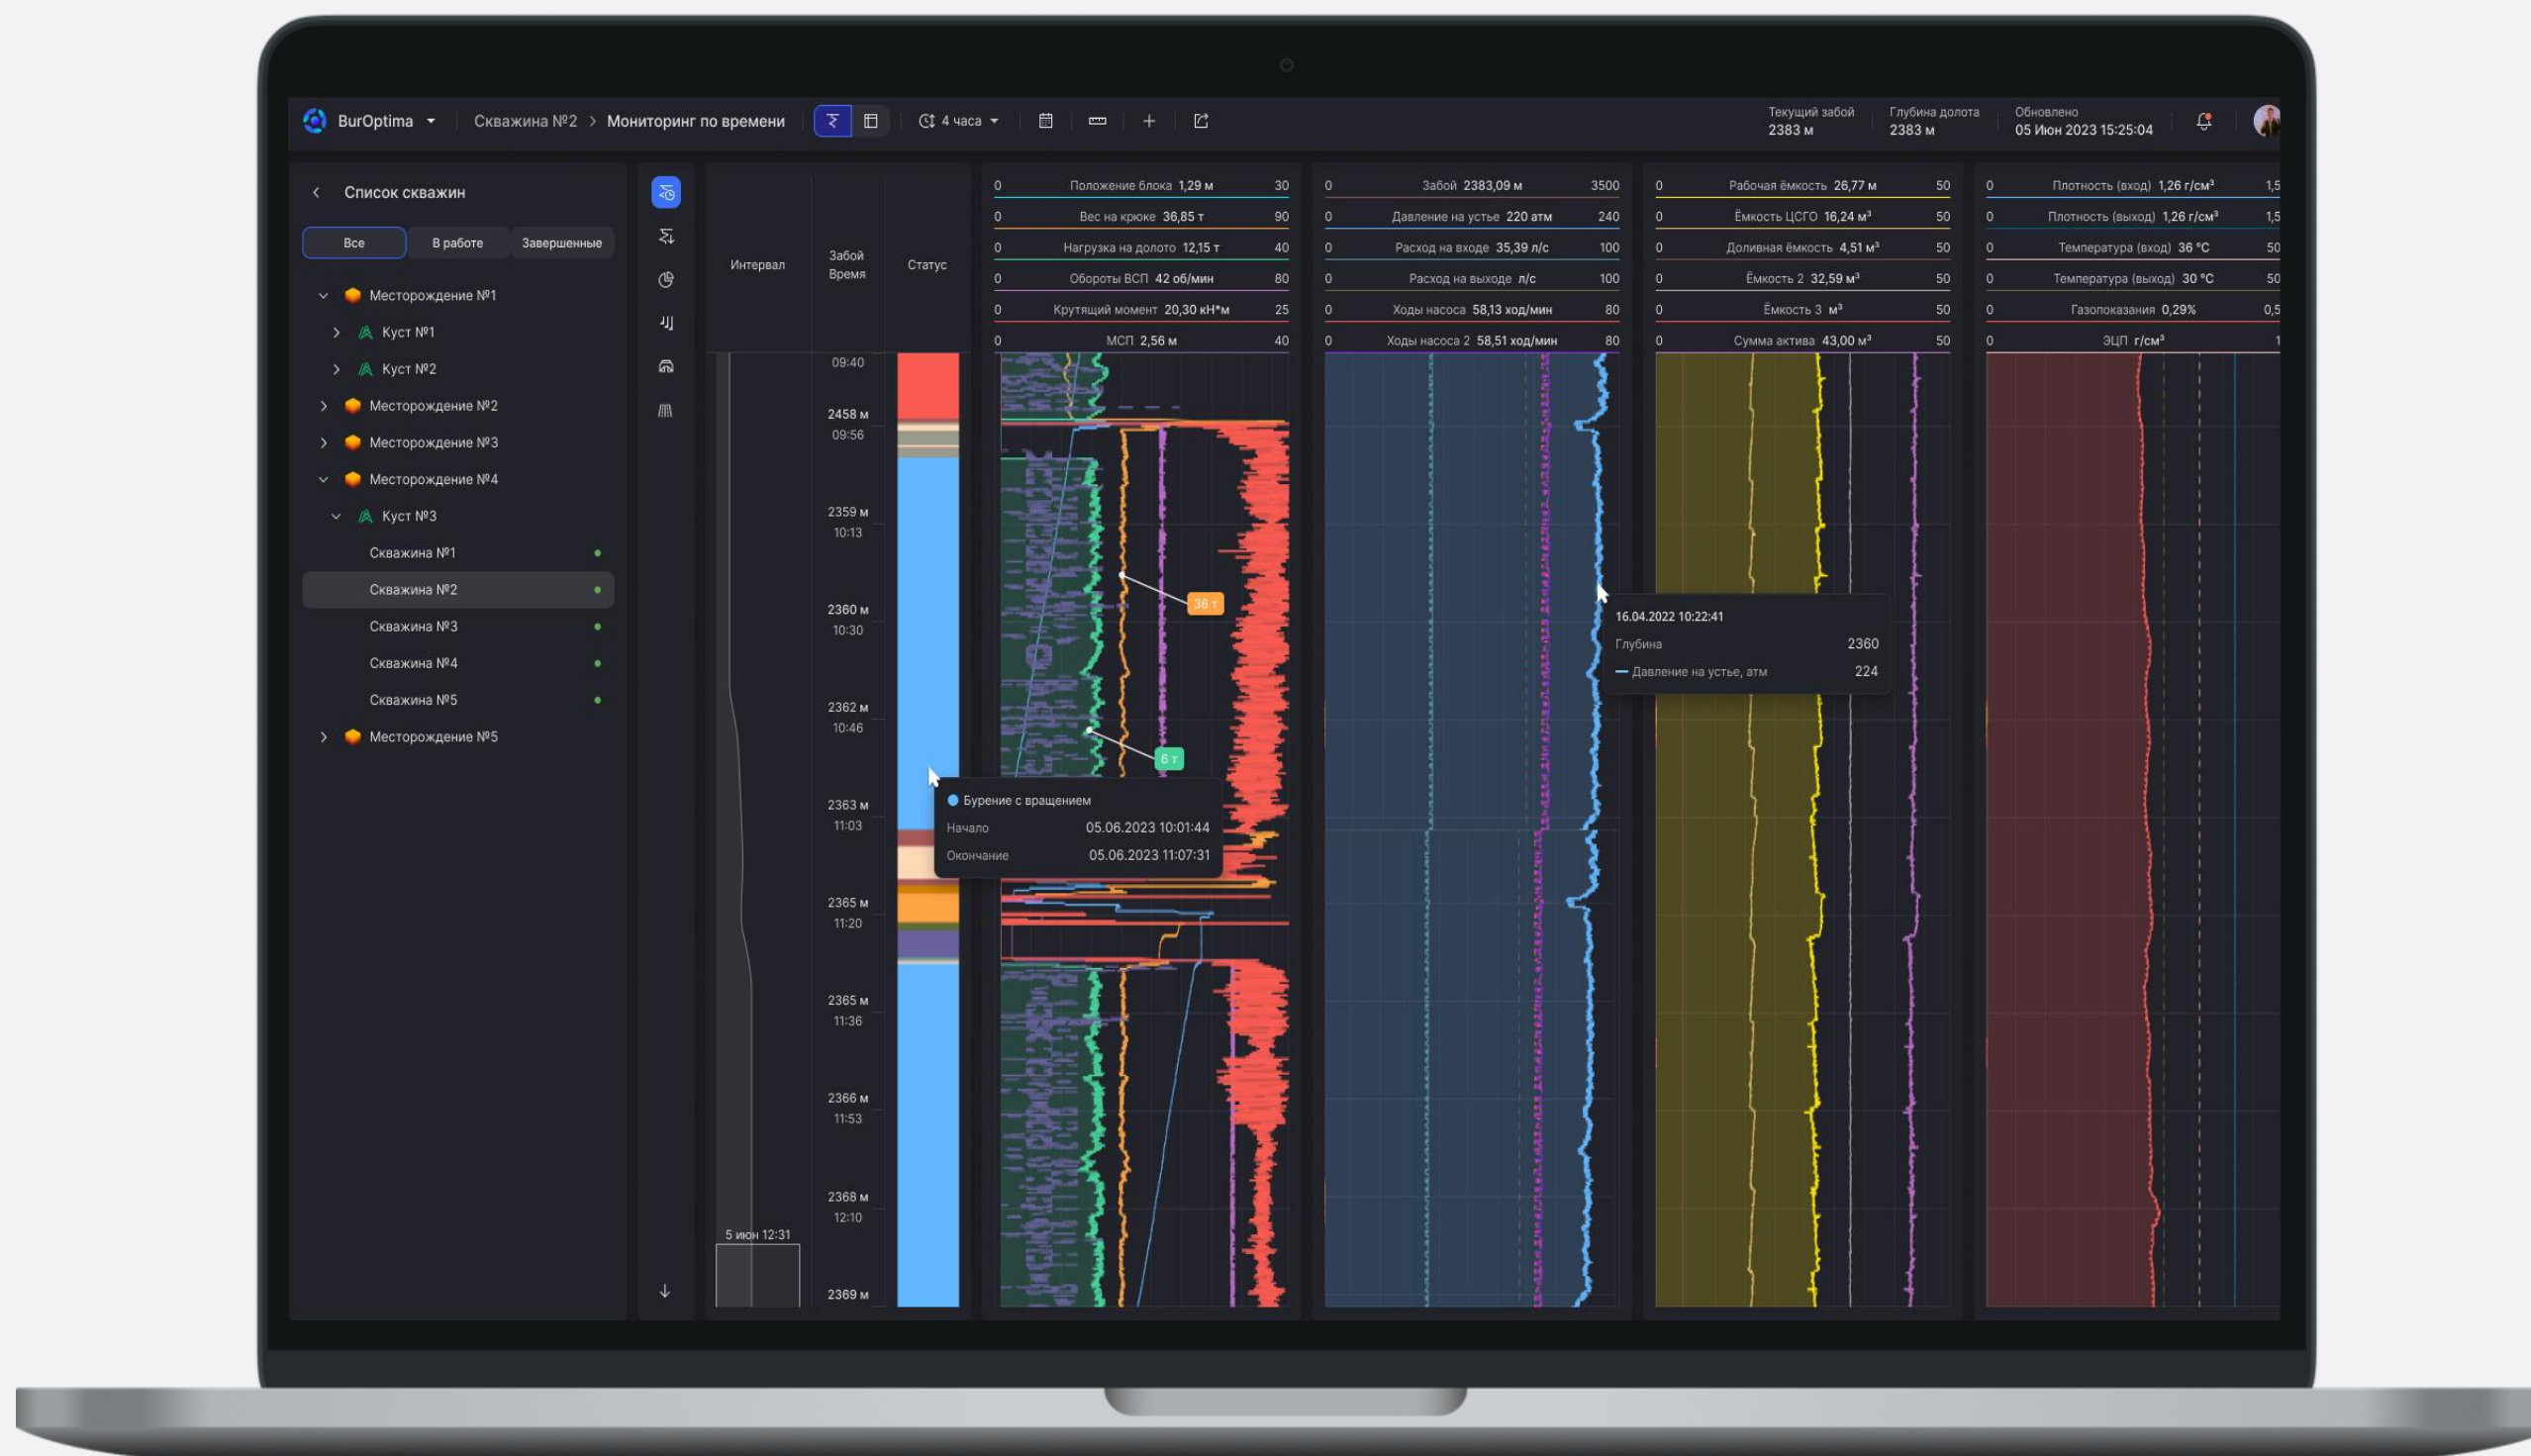 BurOptima
Скважина №2 > Мониторинг по времени
4 часа
Текущий забой
2383 м
Глубина долота
2383 м
Обновлено
05 Июн 2023 15:25:04
Список скважин
Все
В работе
Завершенные
Месторождение №1
Куст №1
Куст №2
Месторождение №2
Месторождение №3
Месторождение №4
Куст №3
Скважина №1
Скважина №2
Скважина №3
Скважина №4
Скважина №5
Месторождение №5
Интервал
Забой
Время
Статус
5 июн 12:31
09:40
2458 м
09:56
2359 м
10:13
2360 м
10:30
2362 м
10:46
2363 м
11:03
2365 м
11:20
2365 м
11:36
2366 м
11:53
2368 м
12:10
2369 м
0 Положение блока 1,29 м 30
0 Вес на крюке 36,85 т 90
0 Нагрузка на долото 12,15 т 40
0 Обороты ВСП 42 об/мин 80
0 Крутящий момент 20,30 кН*м 25
0 МСП 2,56 м 40
36 т
6 т
Бурение с вращением
Начало 05.06.2023 10:01:44
Окончание 05.06.2023 11:07:31
0 Забой 2383,09 м 3500
0 Давление на устье 220 атм 240
0 Расход на входе 35,39 л/с 100
0 Расход на выходе л/с 100
0 Ходы насоса 58,13 ход/мин 80
0 Ходы насоса 2 58,51 ход/мин 80
16.04.2022 10:22:41
Глубина 2360
Давление на устье, атм 224
0 Рабочая ёмкость 26,77 м 50
0 Ёмкость ЦСГО 16,24 м³ 50
0 Доливная ёмкость 4,51 м³ 50
0 Ёмкость 2 32,59 м³ 50
0 Ёмкость 3 м³ 50
0 Сумма актива 43,00 м³ 50
0 Плотность (вход) 1,26 г/см³ 1,5
0 Плотность (выход) 1,26 г/см³ 1,5
0 Температура (вход) 36 °C 50
0 Температура (выход) 30 °C 50
0 Газопоказания 0,29% 0,5
0 ЭЦП г/см³ 1